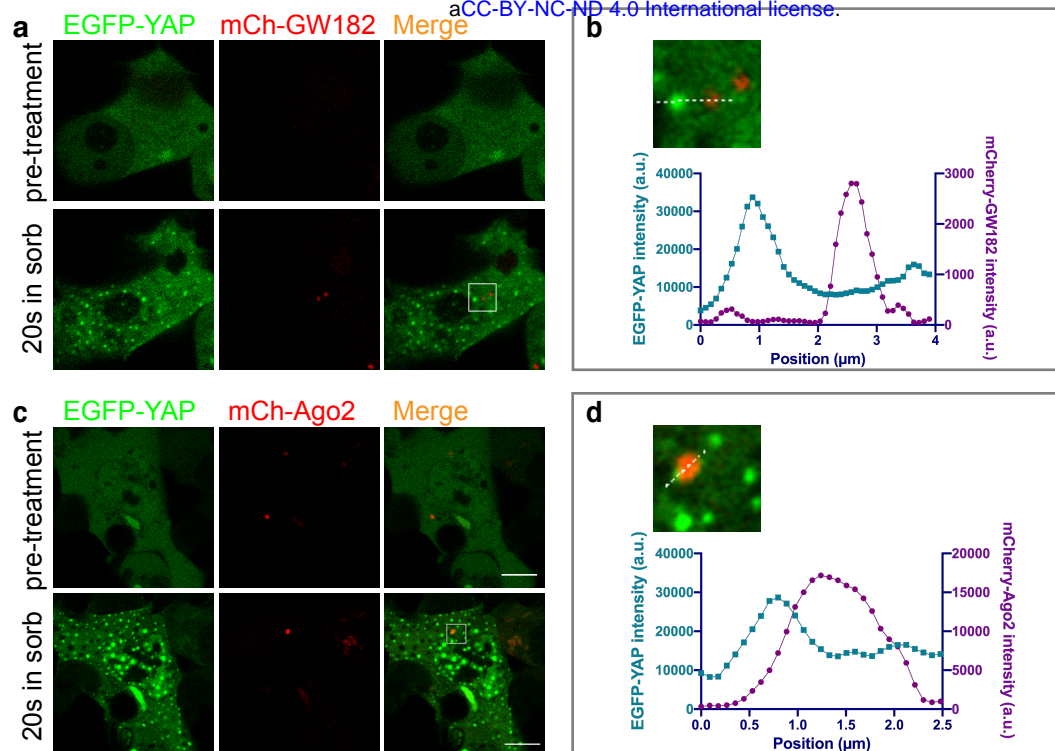 aCC-BY-NC-ND 4.0 International license.
a
EGFP-YAP mCh-GW182 Merge
pre-treatment
20s in sorb
b
EGFP-YAP intensity (a.u.)
40000
30000
20000
10000
0
3000
2000
1000
0
mCherry-GW182 intensity (a.u.)
0 1 2 3 4
Position (µm)
c
EGFP-YAP mCh-Ago2 Merge
pre-treatment
20s in sorb
d
EGFP-YAP intensity (a.u.)
40000
30000
20000
10000
0
20000
15000
10000
5000
0
mCherry-Ago2 intensity (a.u.)
0.0 0.5 1.0 1.5 2.0 2.5
Position (µm)